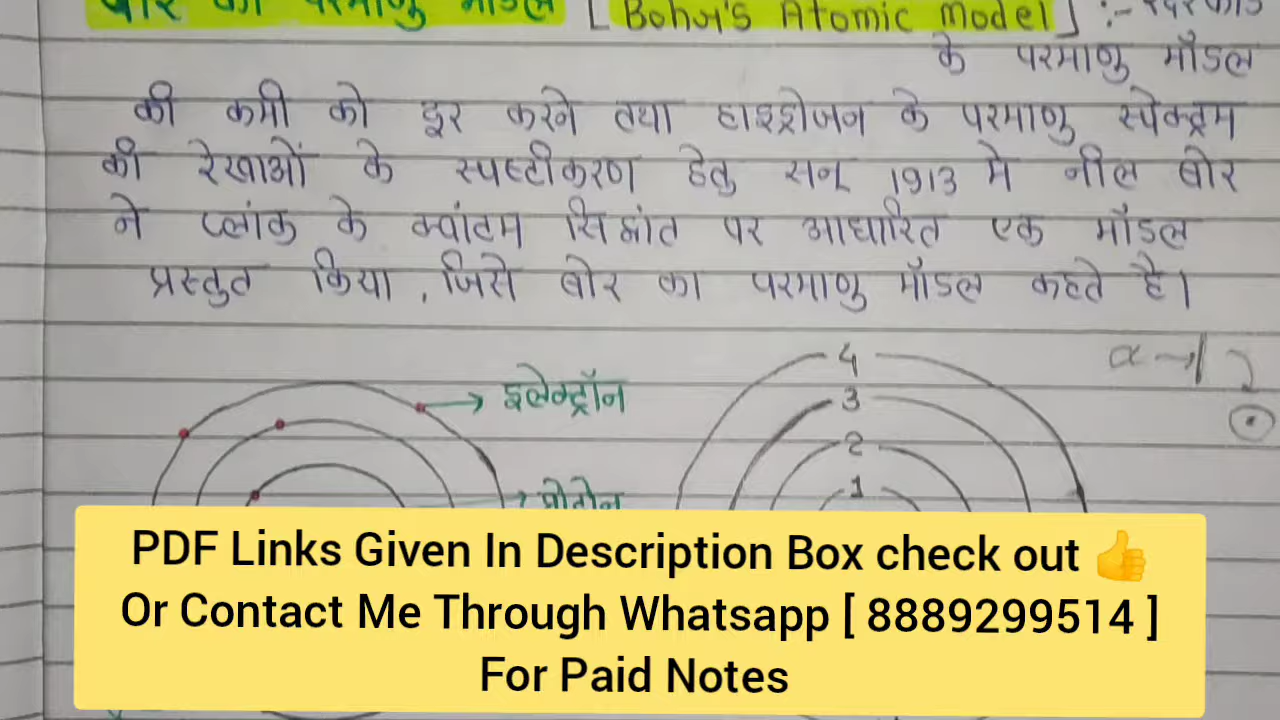 बोर का परमाणु मॉडल [Bohr's Atomic Model] :- रदरफोर्ड
के परमाणु मॉडल
की कमी को दूर करने तथा हाइड्रोजन के परमाणु स्पेक्ट्रम
की रेखाओं के स्पष्टीकरण हेतु सन् 1913 मे नील बोर
ने प्लांक के क्वांटम सिद्धांत पर आधारित एक मॉडल
प्रस्तुत किया, जिसे बोर का परमाणु मॉडल कहते है।
इलेक्ट्रॉन
4
3
2
1
प्रोटोन
α →
PDF Links Given In Description Box check out 👍
Or Contact Me Through Whatsapp [ 8889299514 ]
For Paid Notes